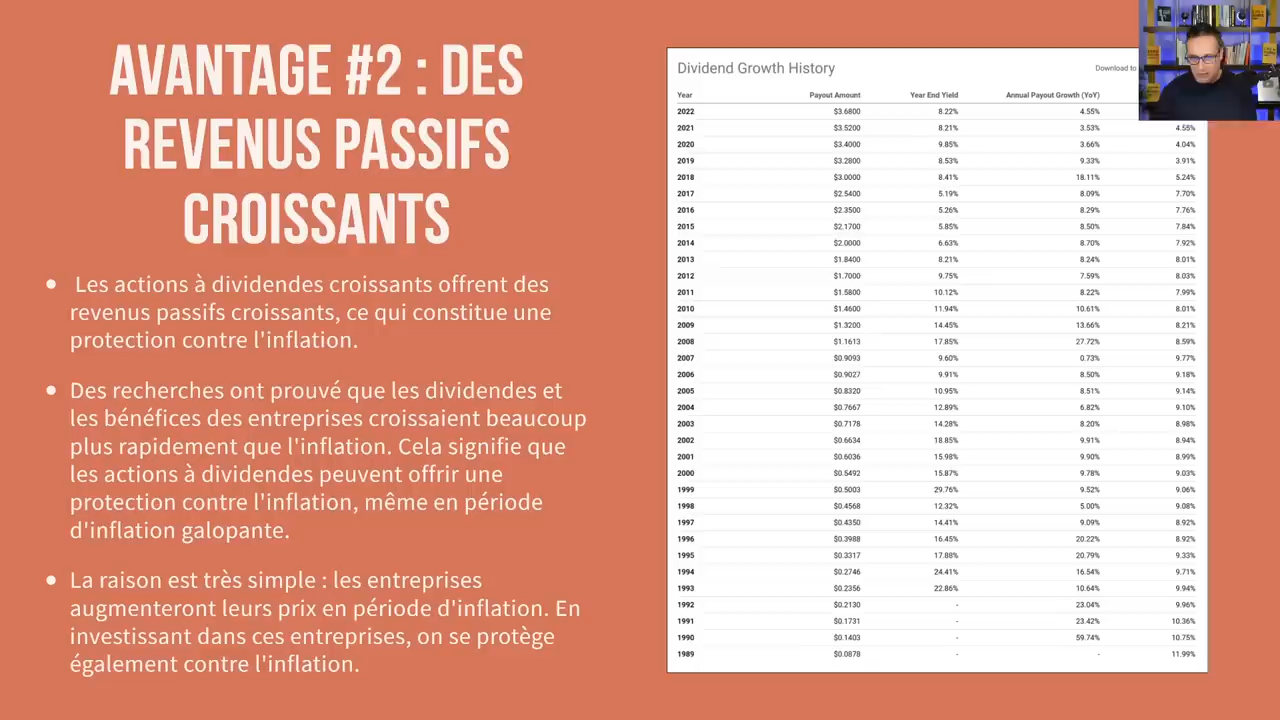 AVANTAGE #2 : DES
REVENUS PASSIFS
CROISSANTS
• Les actions à dividendes croissants offrent des
revenus passifs croissants, ce qui constitue une
protection contre l'inflation.
• Des recherches ont prouvé que les dividendes et
les bénéfices des entreprises croissaient beaucoup
plus rapidement que l'inflation. Cela signifie que
les actions à dividendes peuvent offrir une
protection contre l'inflation, même en période
d'inflation galopante.
• La raison est très simple : les entreprises
augmenteront leurs prix en période d'inflation. En
investissant dans ces entreprises, on se protège
également contre l'inflation.
Dividend Growth History
Download to
Year Payout Amount Year End Yield Annual Payout Growth (YoY)
2022 $3.6800 8.22% 4.55%
2021 $3.5200 8.21% 3.53% 4.55%
2020 $3.4000 9.85% 3.66% 4.04%
2019 $3.2800 8.53% 9.33% 3.91%
2018 $3.0000 8.41% 18.11% 5.24%
2017 $2.5400 5.19% 8.09% 7.70%
2016 $2.3500 5.26% 8.29% 7.76%
2015 $2.1700 5.85% 8.50% 7.84%
2014 $2.0000 6.63% 8.70% 7.92%
2013 $1.8400 8.21% 8.24% 8.01%
2012 $1.7000 9.75% 7.59% 8.03%
2011 $1.5800 10.12% 8.22% 7.99%
2010 $1.4600 11.94% 10.61% 8.01%
2009 $1.3200 14.45% 13.66% 8.21%
2008 $1.1613 17.85% 27.72% 8.59%
2007 $0.9093 9.60% 0.73% 9.77%
2006 $0.9027 9.91% 8.50% 9.18%
2005 $0.8320 10.95% 8.51% 9.14%
2004 $0.7667 12.89% 6.82% 9.10%
2003 $0.7178 14.28% 8.20% 8.98%
2002 $0.6634 18.85% 9.91% 8.94%
2001 $0.6036 15.98% 9.90% 8.99%
2000 $0.5492 15.87% 9.78% 9.03%
1999 $0.5003 29.76% 9.52% 9.06%
1998 $0.4568 12.32% 5.00% 9.08%
1997 $0.4350 14.41% 9.09% 8.92%
1996 $0.3988 16.45% 20.22% 8.92%
1995 $0.3317 17.88% 20.79% 9.33%
1994 $0.2746 24.41% 16.54% 9.71%
1993 $0.2356 22.86% 10.64% 9.94%
1992 $0.2130 - 23.04% 9.96%
1991 $0.1731 - 23.42% 10.36%
1990 $0.1403 - 59.74% 10.75%
1989 $0.0878 - - 11.99%